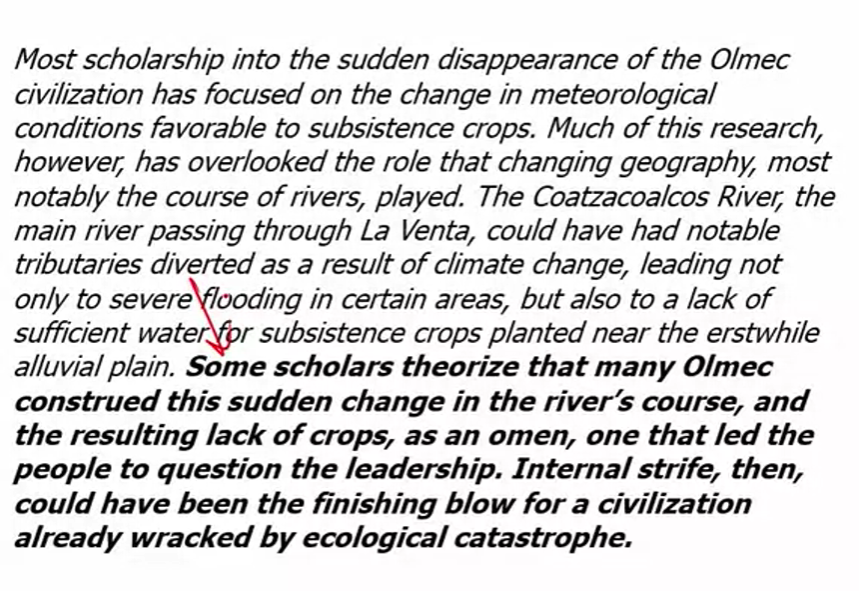 Most scholarship into the sudden disappearance of the Olmec
civilization has focused on the change in meteorological
conditions favorable to subsistence crops. Much of this research,
however, has overlooked the role that changing geography, most
notably the course of rivers, played. The Coatzacoalcos River, the
main river passing through La Venta, could have had notable
tributaries diverted as a result of climate change, leading not
only to severe flooding in certain areas, but also to a lack of
sufficient water for subsistence crops planted near the erstwhile
alluvial plain. Some scholars theorize that many Olmec
construed this sudden change in the river's course, and
the resulting lack of crops, as an omen, one that led the
people to question the leadership. Internal strife, then,
could have been the finishing blow for a civilization
already wracked by ecological catastrophe.